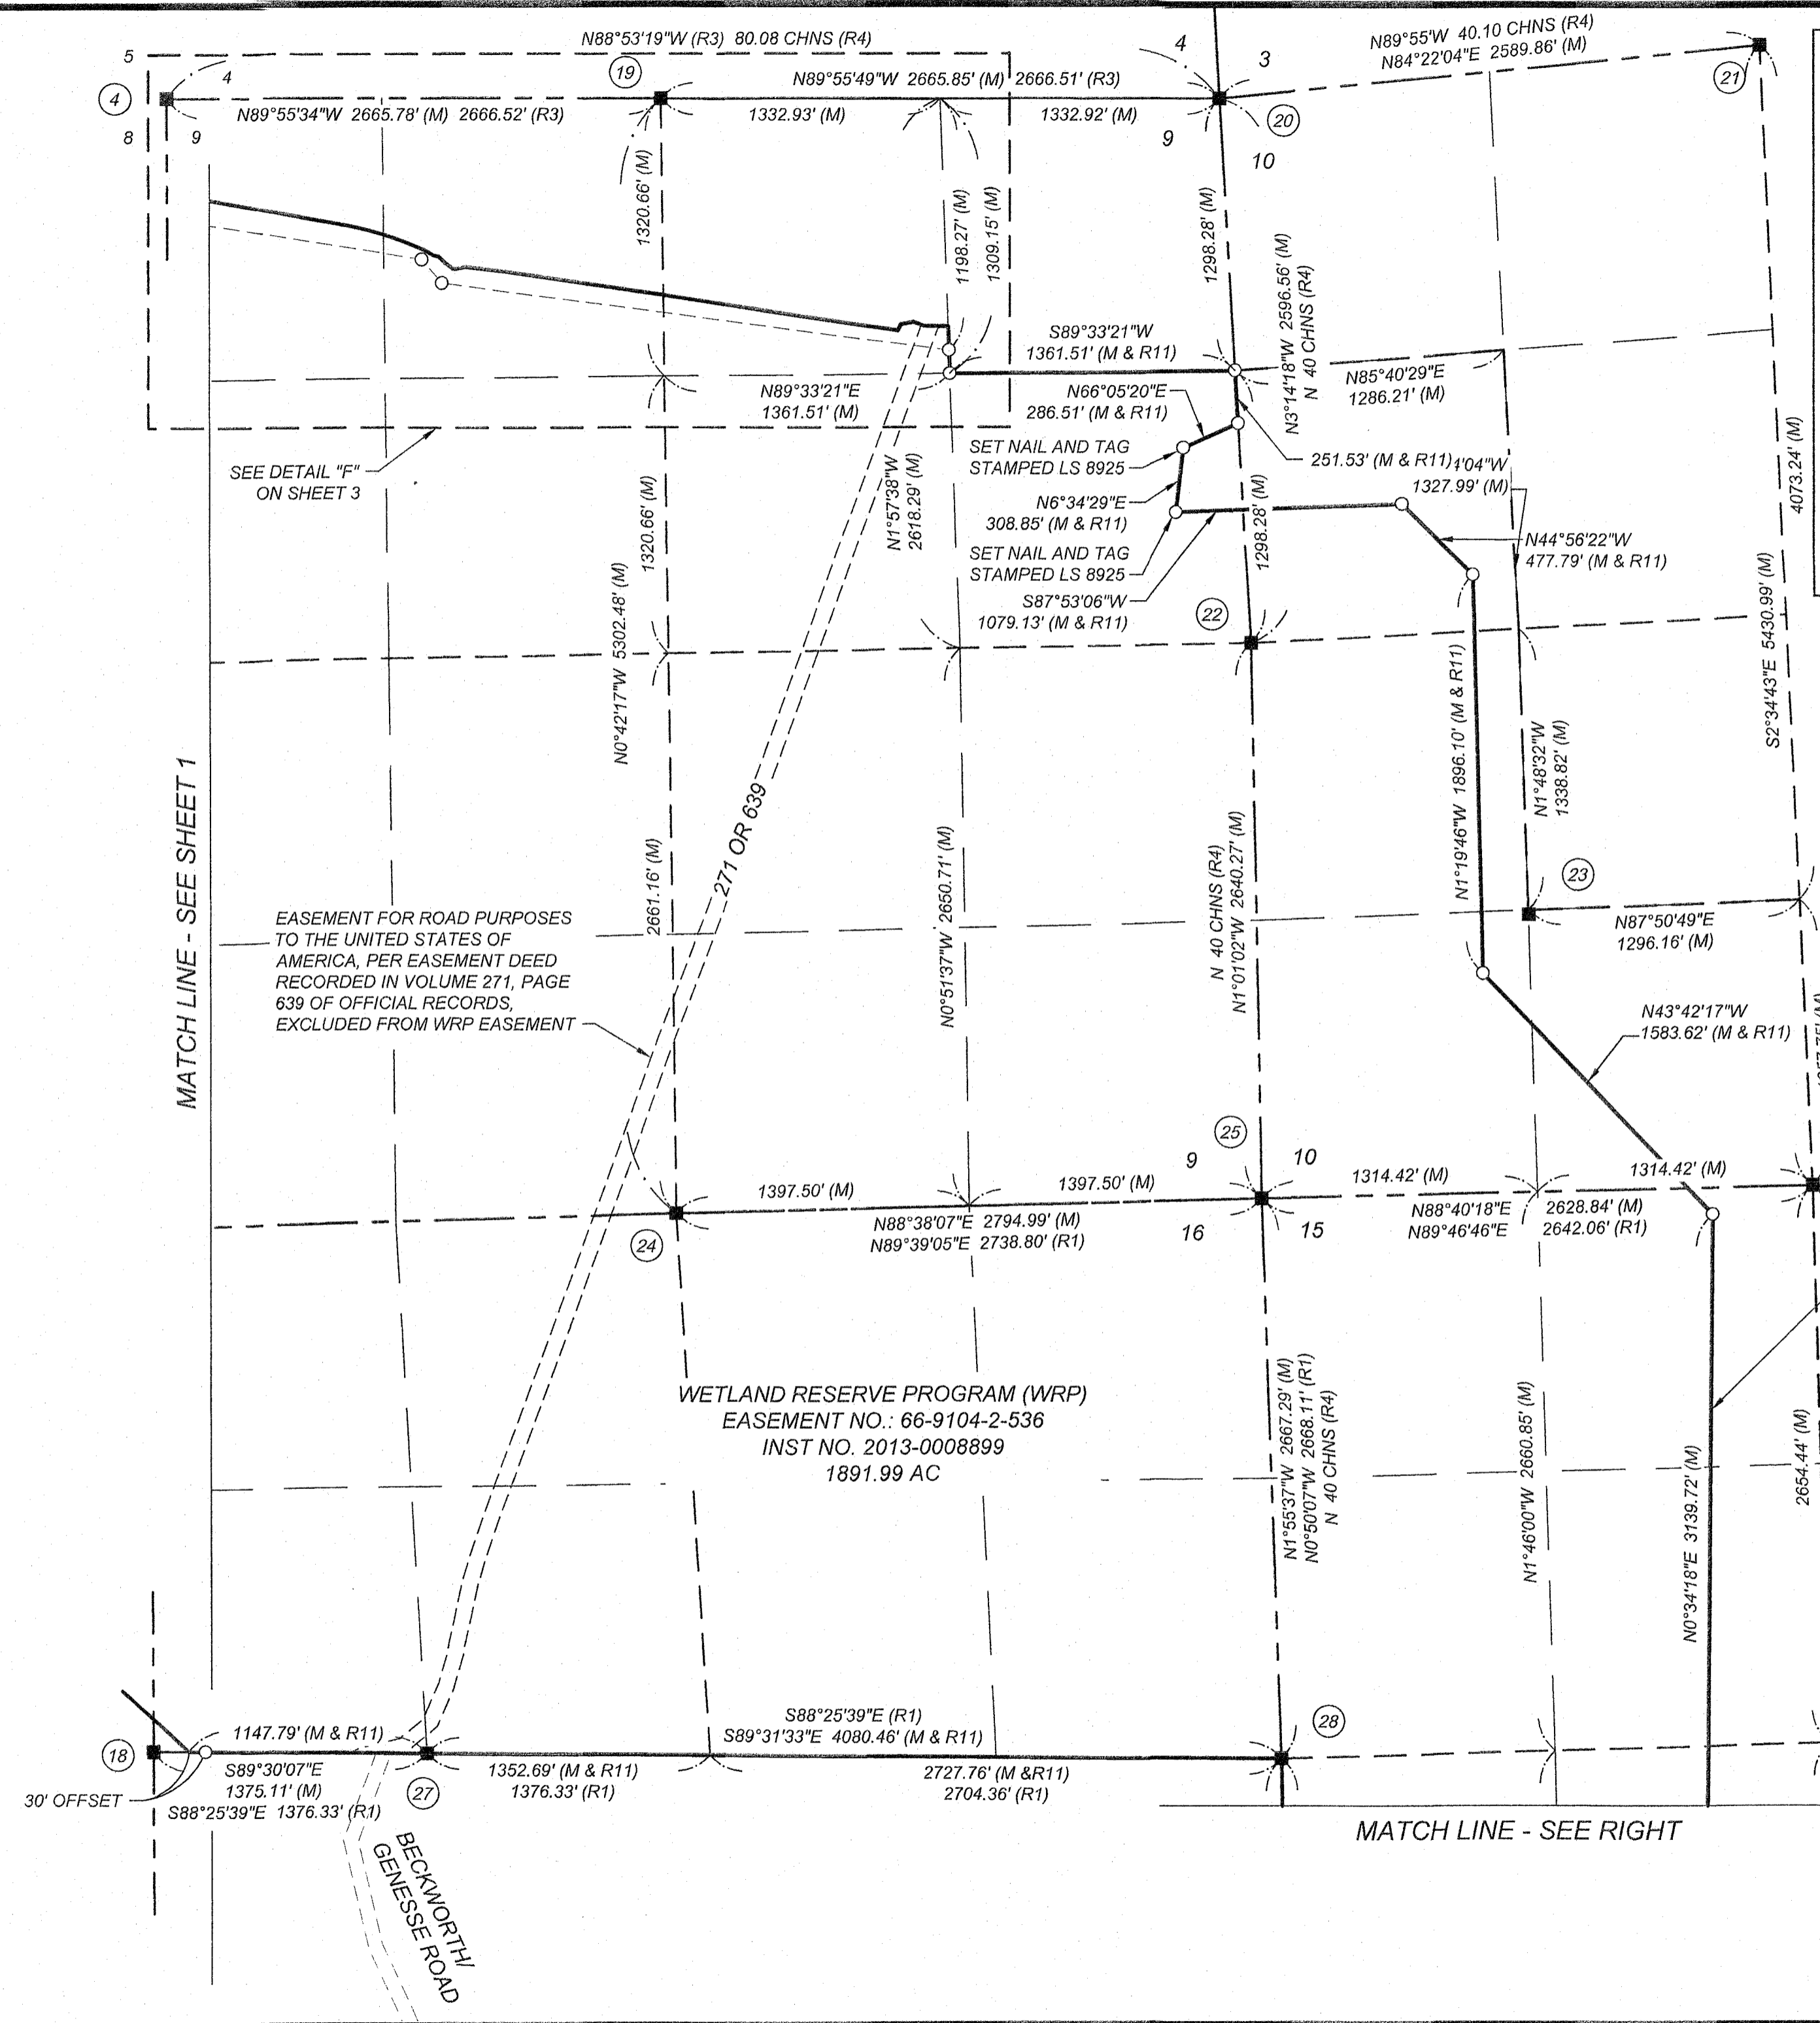 N88°53'19"W (R3) 80.08 CHNS (R4)
5
4
4
8
9
19
N89°55'34"W 2665.78' (M) 2666.52' (R3)
N89°55'49"W 2665.85' (M) 2666.51' (R3)
1332.93' (M)
1332.92' (M)
4
3
9
10
20
N89°55'W 40.10 CHNS (R4)
N84°22'04"E 2589.86' (M)
21
1320.66' (M)
1198.27' (M)
1309.15' (M)
1298.28' (M)
N3°14'18"W 2596.56' (M)
N 40 CHNS (R4)
S89°33'21"W
1361.51' (M & R11)
N89°33'21"E
1361.51' (M)
N66°05'20"E
286.51' (M & R11)
N85°40'29"E
1286.21' (M)
SEE DETAIL "F"
ON SHEET 3
SET NAIL AND TAG
STAMPED LS 8925
251.53' (M & R11)
1'04"W
1327.99' (M)
4073.24' (M)
N6°34'29"E
308.85' (M & R11)
N1°57'38"W
2618.29' (M)
1320.66' (M)
1298.28' (M)
SET NAIL AND TAG
STAMPED LS 8925
S87°53'06"W
1079.13' (M & R11)
N44°56'22"W
477.79' (M & R11)
22
N0°42'17"W 5302.48' (M)
S2°34'43"E 5430.99' (M)
N1°19'46"W 1896.10' (M & R11)
N1°48'32"W
1338.82' (M)
MATCH LINE - SEE SHEET 1
271 OR 639
2661.16' (M)
N0°51'37"W 2650.71' (M)
N 40 CHNS (R4)
N1°01'02"W 2640.27' (M)
23
N87°50'49"E
1296.16' (M)
EASEMENT FOR ROAD PURPOSES
TO THE UNITED STATES OF
AMERICA, PER EASEMENT DEED
RECORDED IN VOLUME 271, PAGE
639 OF OFFICIAL RECORDS,
EXCLUDED FROM WRP EASEMENT
N43°42'17"W
1583.62' (M & R11)
25
9
10
16
15
1397.50' (M)
1397.50' (M)
1314.42' (M)
1314.42' (M)
24
N88°38'07"E 2794.99' (M)
N89°39'05"E 2738.80' (R1)
N88°40'18"E 2628.84' (M)
N89°46'46"E 2642.06' (R1)
WETLAND RESERVE PROGRAM (WRP)
EASEMENT NO.: 66-9104-2-536
INST NO. 2013-0008899
1891.99 AC
N1°55'37"W 2667.29' (M)
N0°50'07"W 2668.11' (R1)
N 40 CHNS (R4)
N1°46'00"W 2660.85' (M)
N0°34'18"E 3139.72' (M)
2654.44' (M)
18
1147.79' (M & R11)
S89°30'07"E
1375.11' (M)
S88°25'39"E 1376.33' (R1)
30' OFFSET
27
1352.69' (M & R11)
1376.33' (R1)
S88°25'39"E (R1)
S89°31'33"E 4080.46' (M & R11)
2727.76' (M &R11)
2704.36' (R1)
28
BECKWORTH/
GENESSE ROAD
MATCH LINE - SEE RIGHT